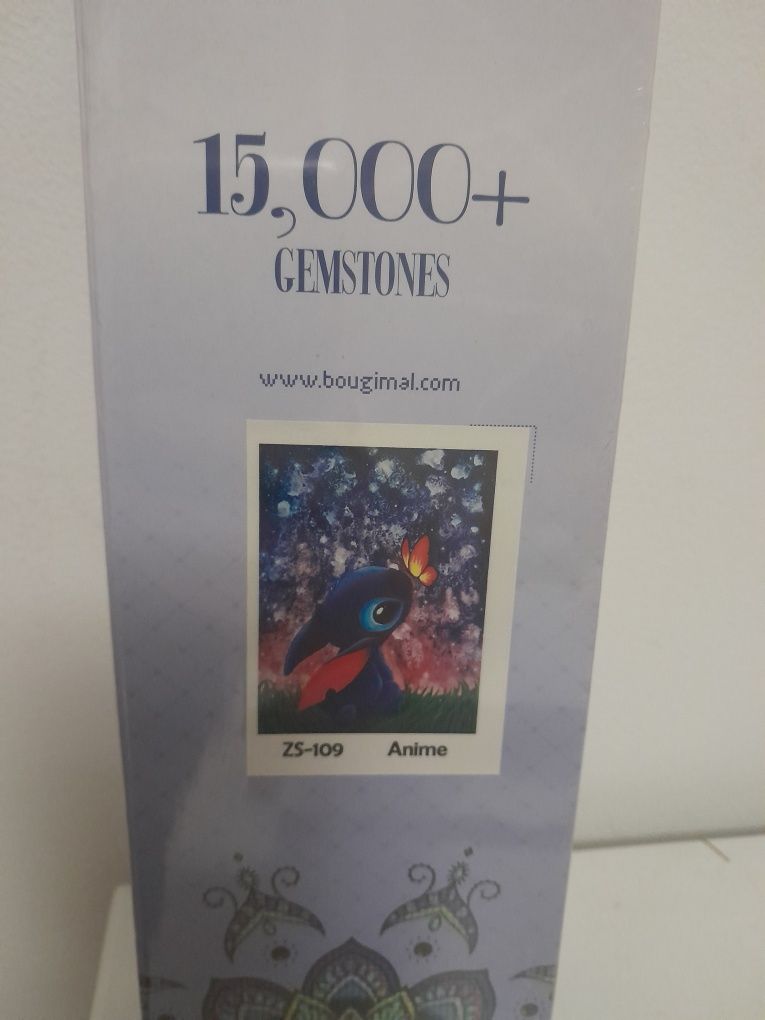 15,000+
GEMSTONES
www.bougimal.com
ZS-109 Anime